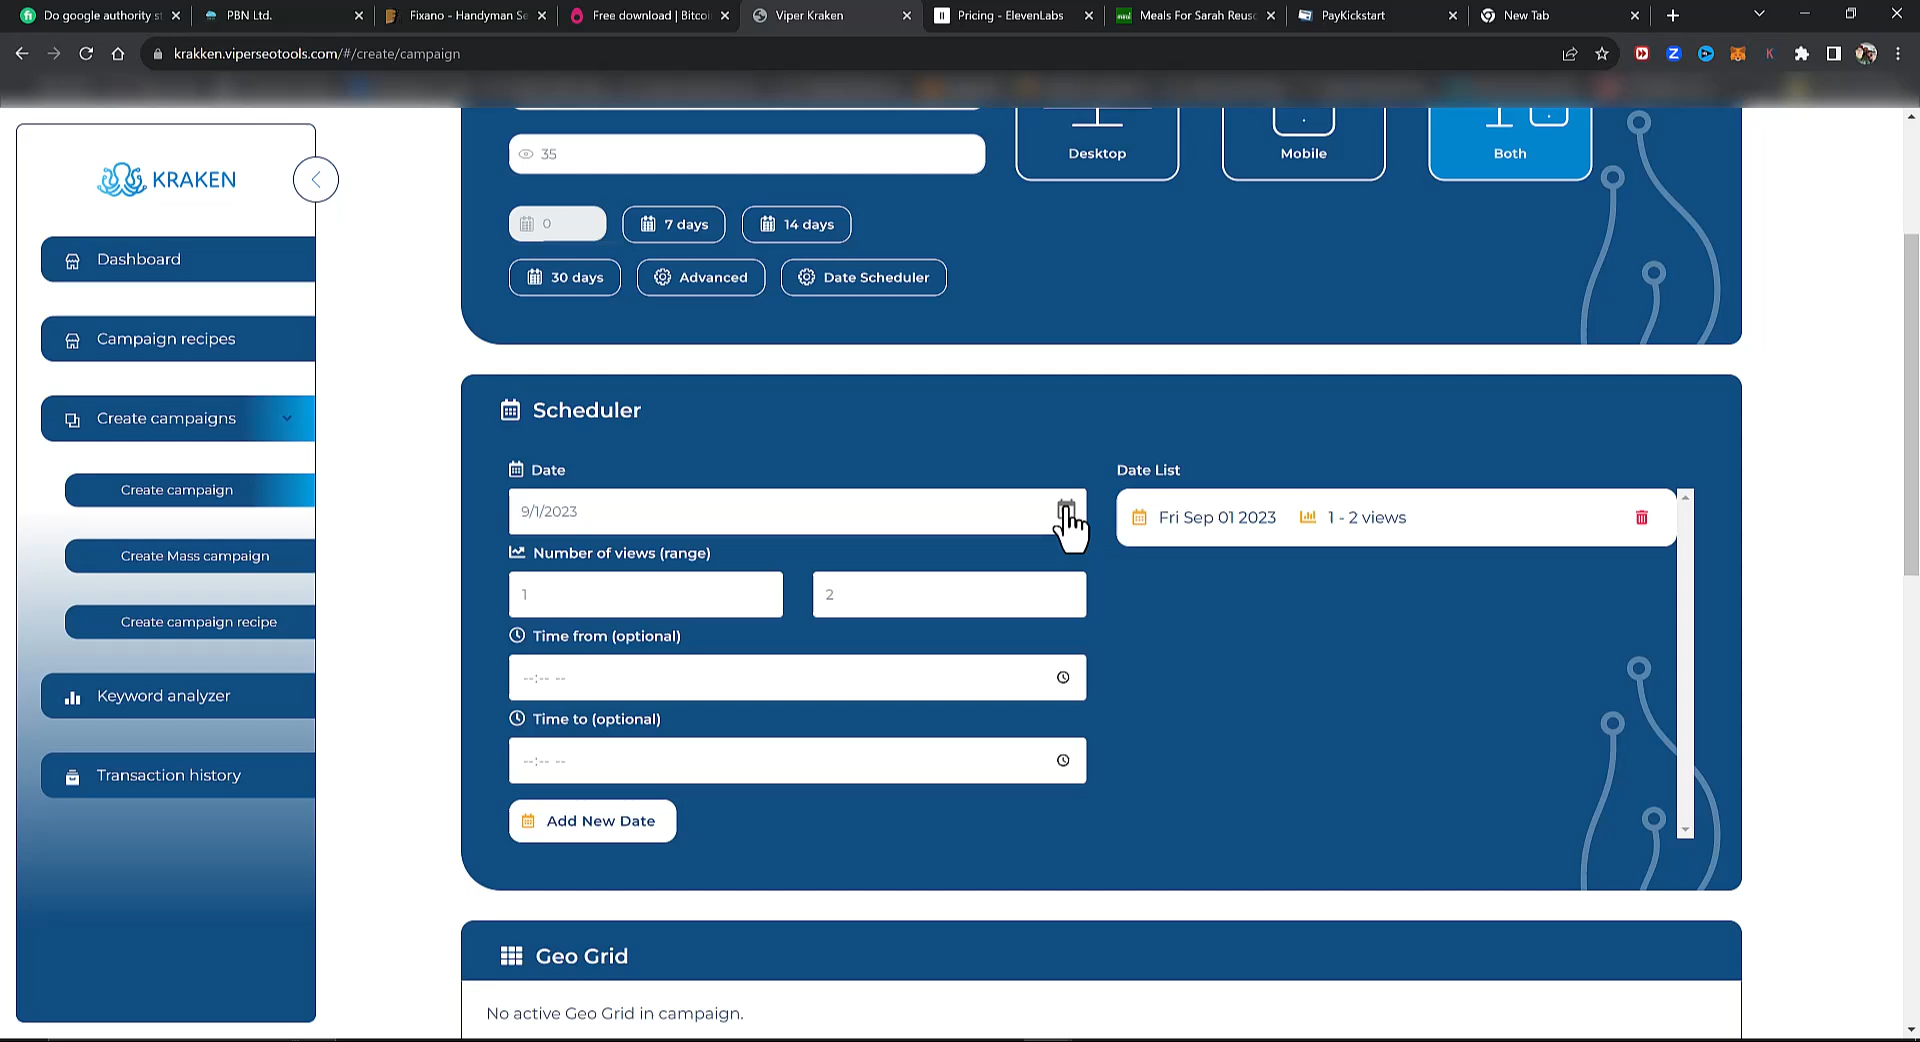 Do google authority s
PBN Ltd.
Fixano - Handyman Se
Free download | Bitcoi
Viper Kraken
Pricing - ElevenLabs
Meals For Sarah Reusc
PayKickstart
New Tab
krakken.viperseotools.com/#/create/campaign
KRAKEN
Dashboard
Campaign recipes
Create campaigns
Create campaign
Create Mass campaign
Create campaign recipe
Keyword analyzer
Transaction history
35
Desktop
Mobile
Both
0
7 days
14 days
30 days
Advanced
Date Scheduler
Scheduler
Date
9/1/2023
Number of views (range)
1
2
Time from (optional)
--:-- --
Time to (optional)
--:-- --
Add New Date
Date List
Fri Sep 01 2023
1 - 2 views
Geo Grid
No active Geo Grid in campaign.